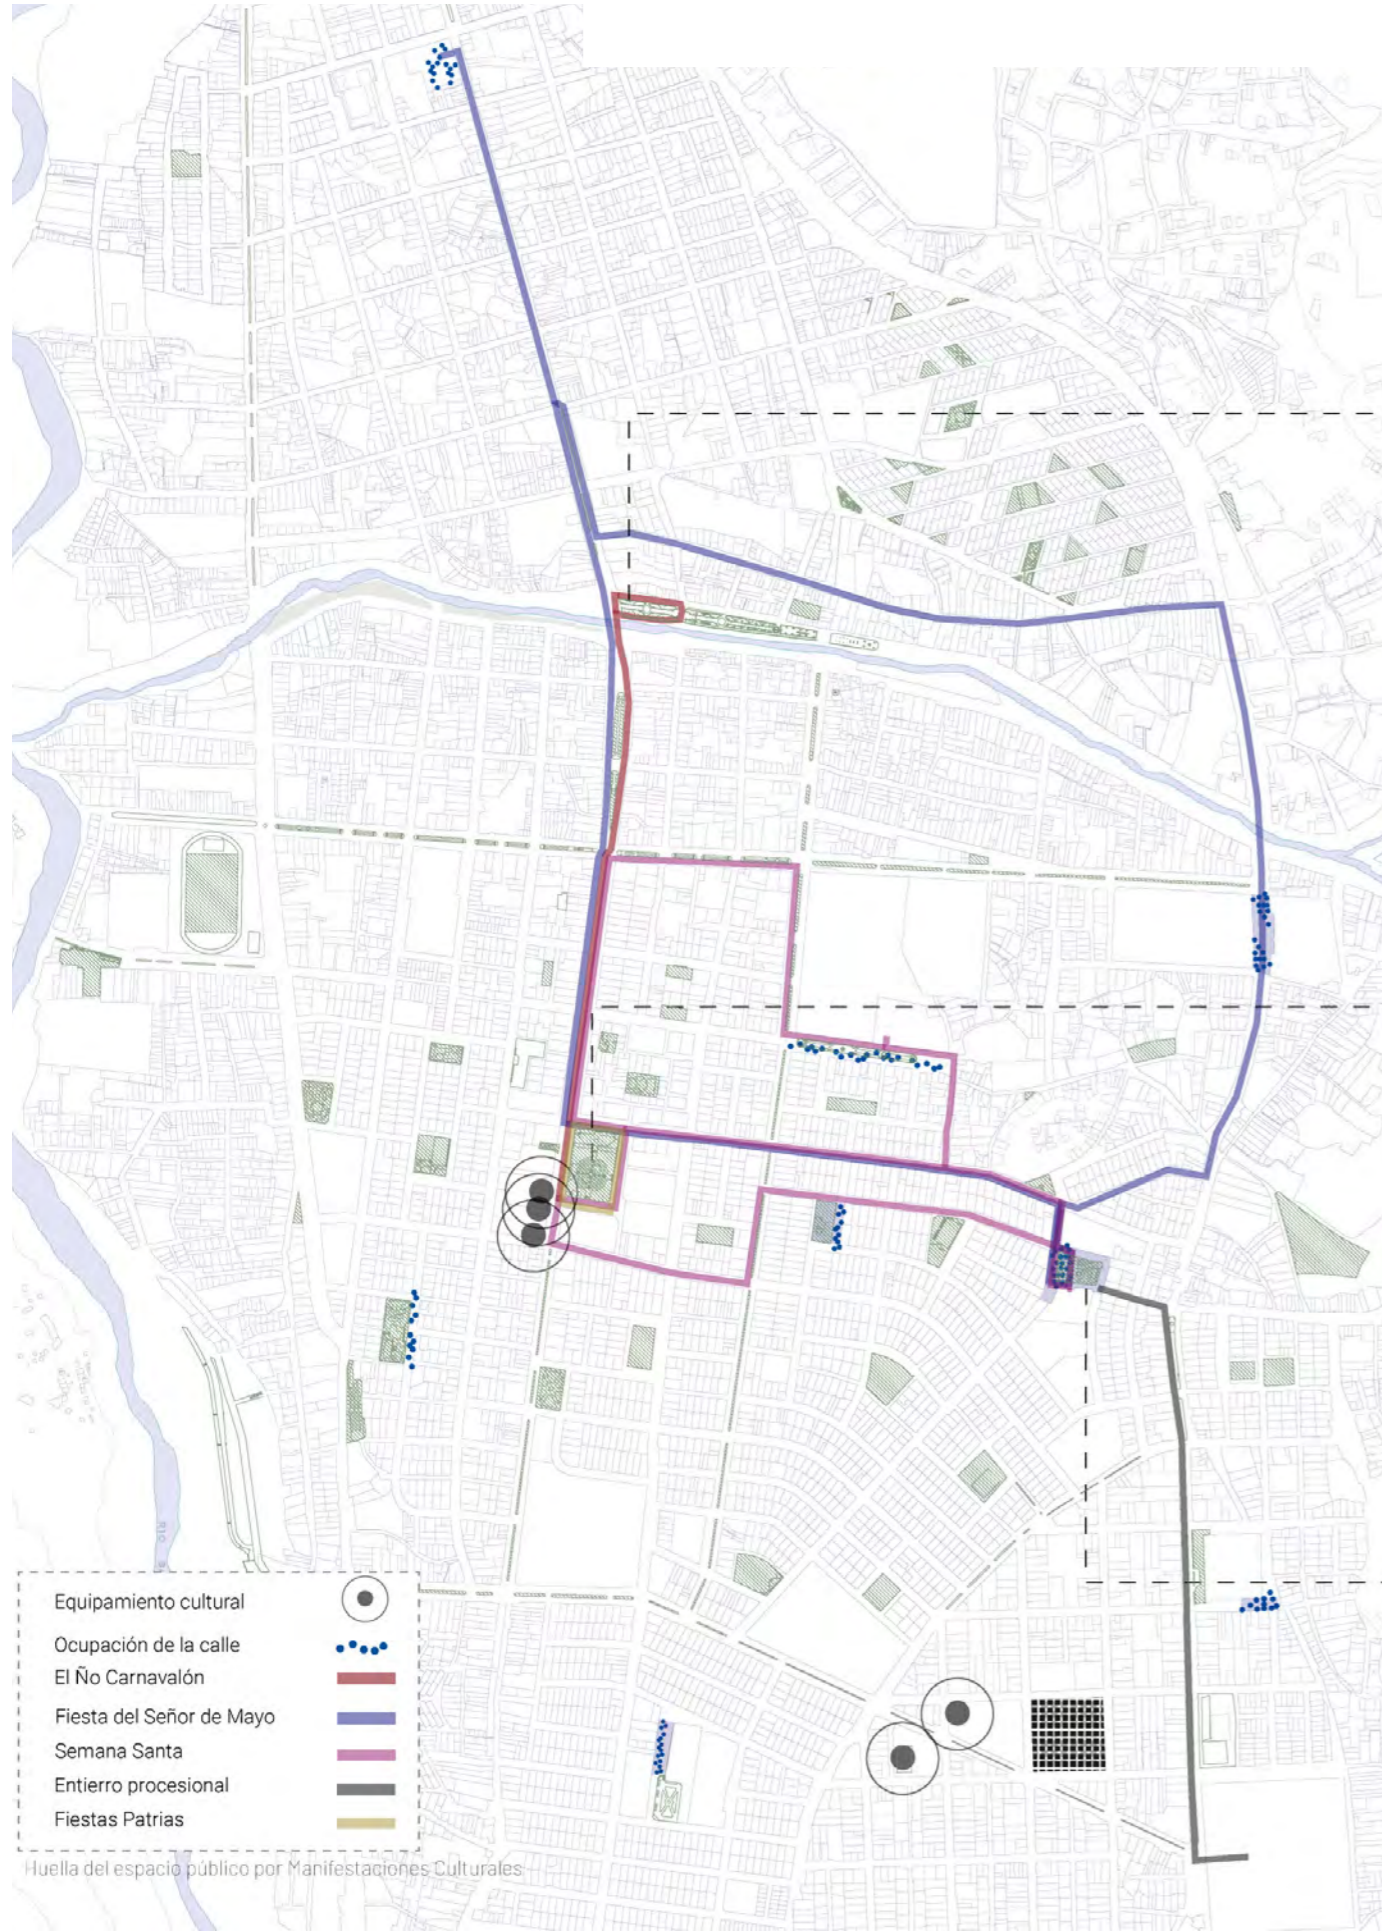 Equipamiento cultural
Ocupación de la calle
El Ño Carnavalón
Fiesta del Señor de Mayo
Semana Santa
Entierro procesional
Fiestas Patrias
Huella del espacio público por Manifestaciones Culturales